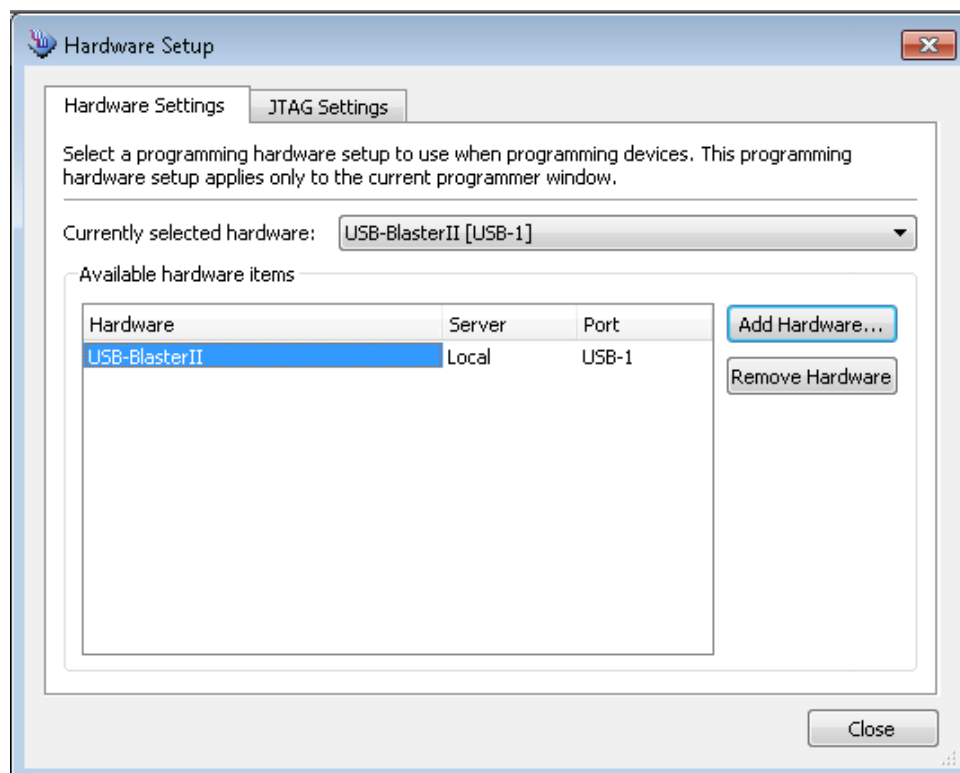 Hardware Setup
Hardware Settings
JTAG Settings
Select a programming hardware setup to use when programming devices. This programming
hardware setup applies only to the current programmer window.
Currently selected hardware:
USB-BlasterII [USB-1]
Available hardware items
Hardware Server Port
USB-BlasterII Local USB-1
Add Hardware...
Remove Hardware
Close